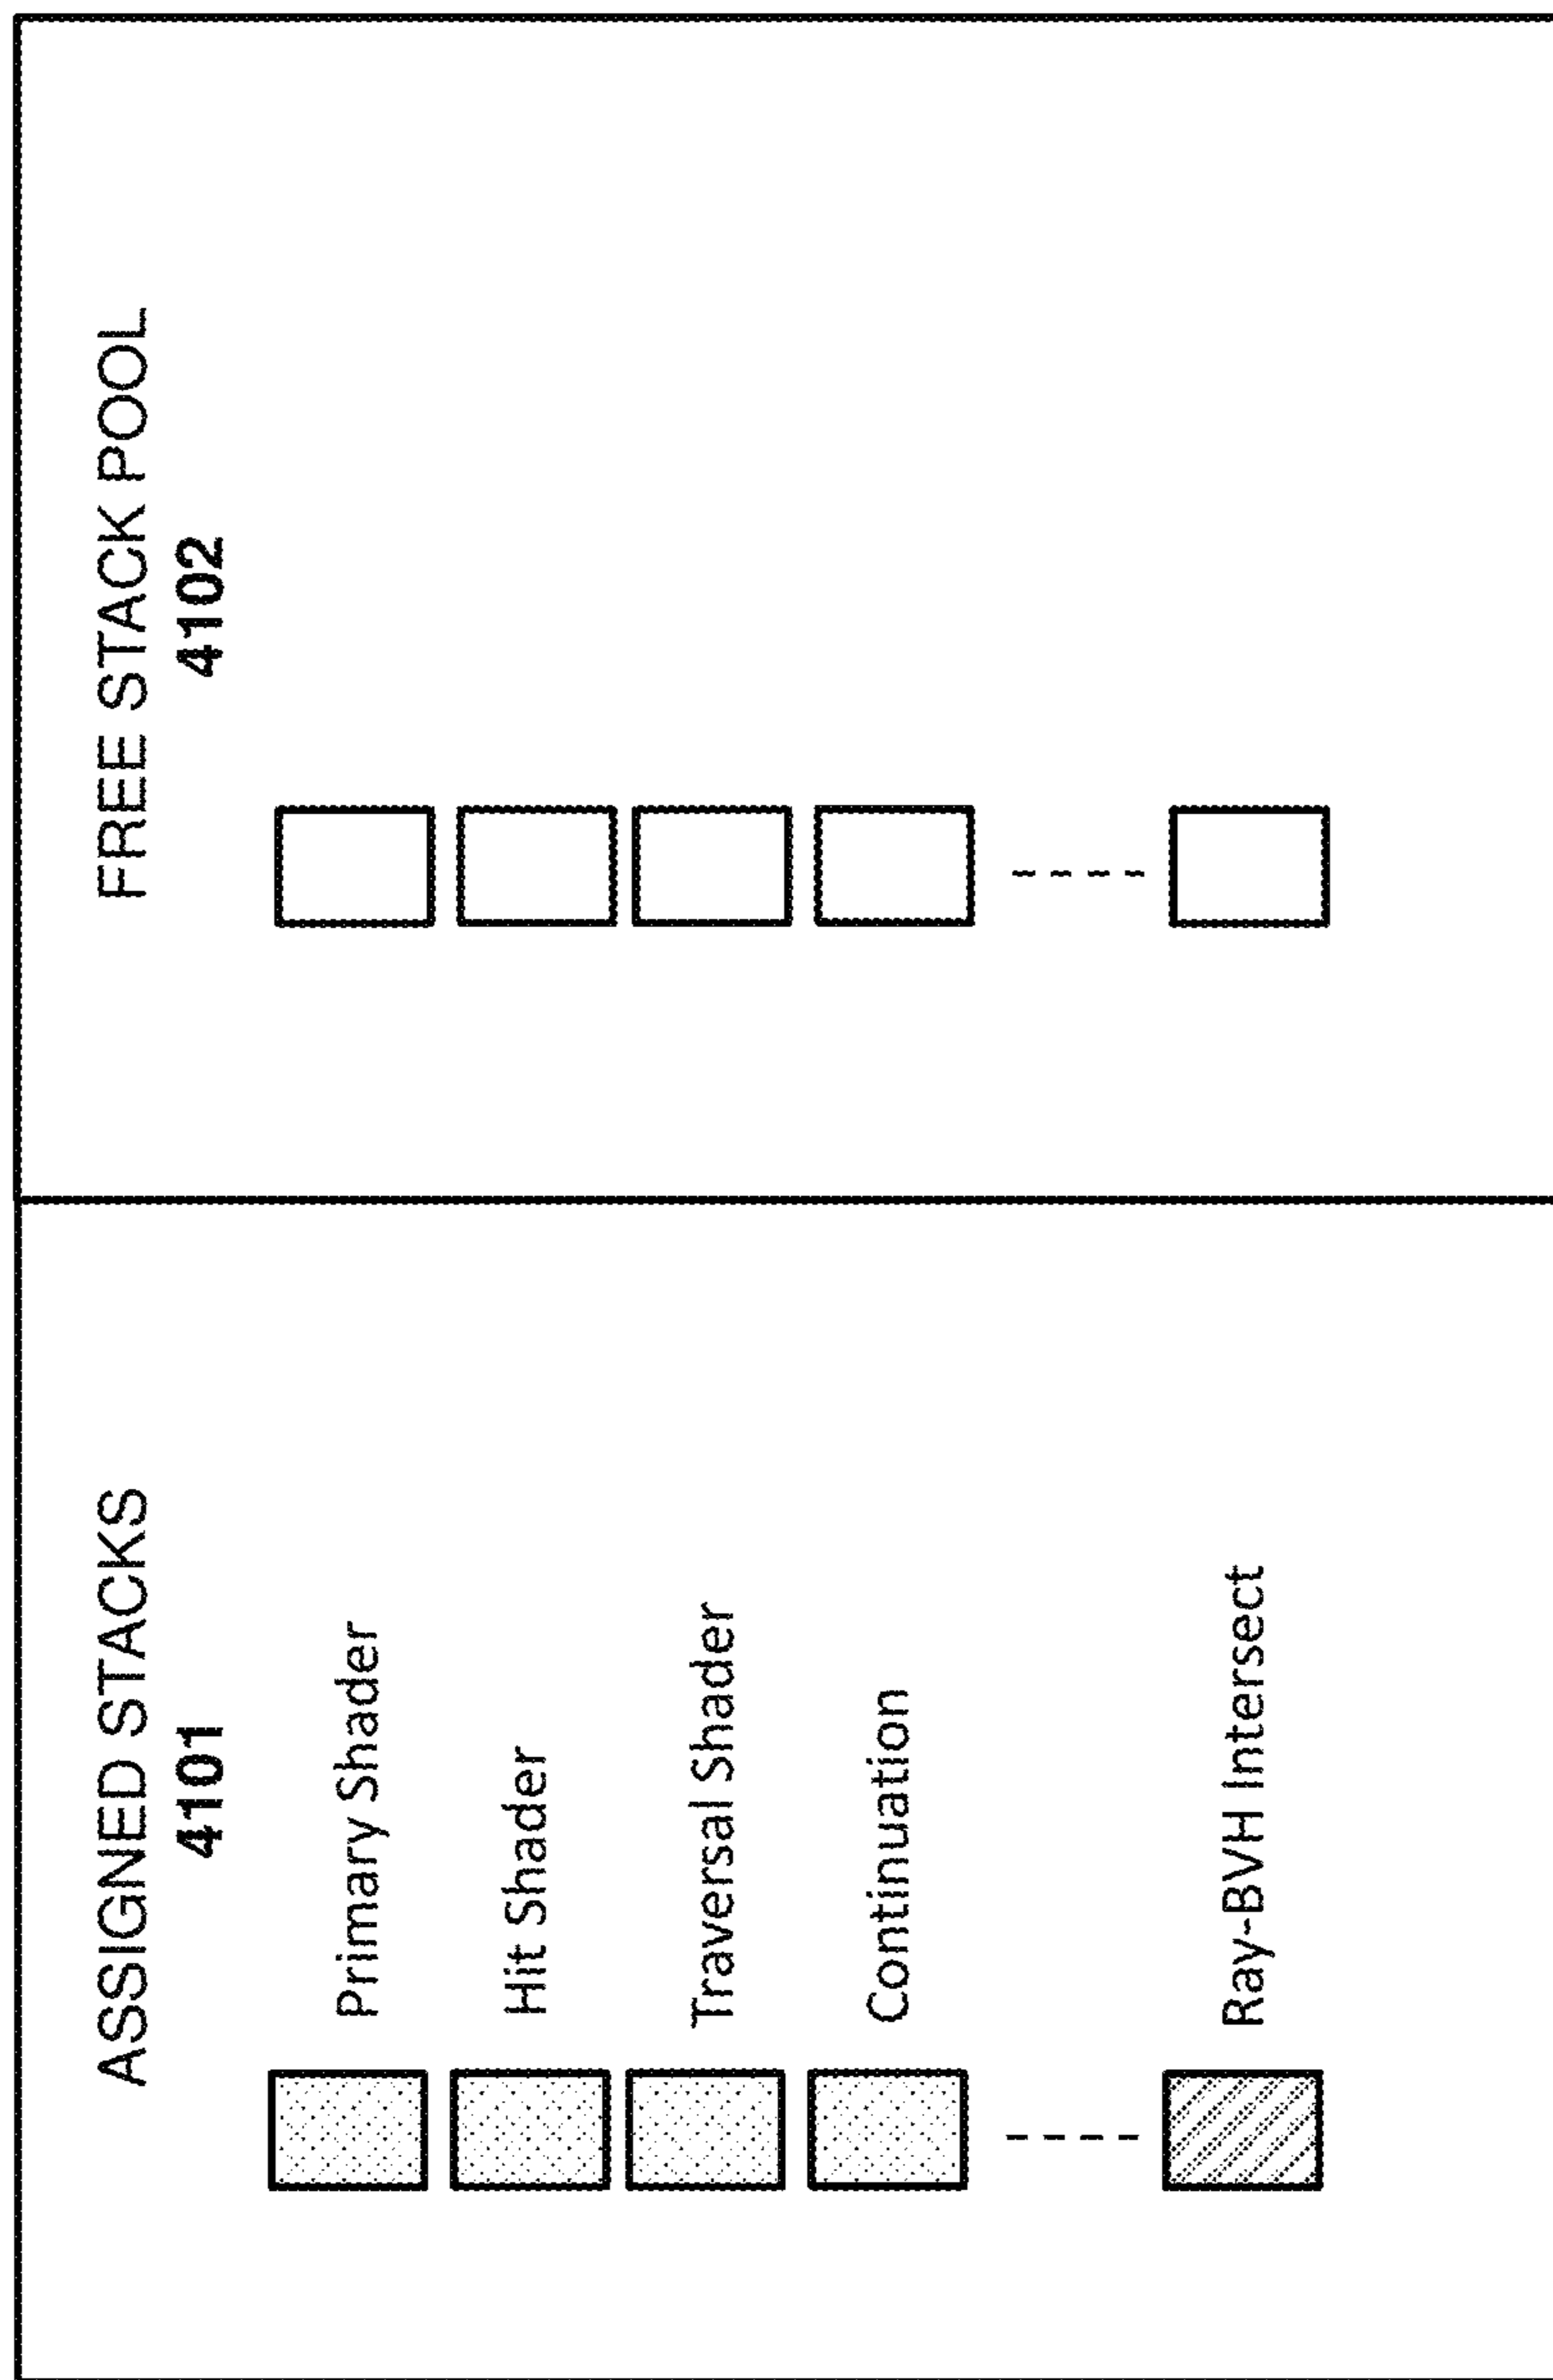 ASSIGNED STACKS
4101
Primary Shader
Hit Shader
Traversal Shader
Continuation
Ray-BVH Intersect
FREE STACK POOL
4102